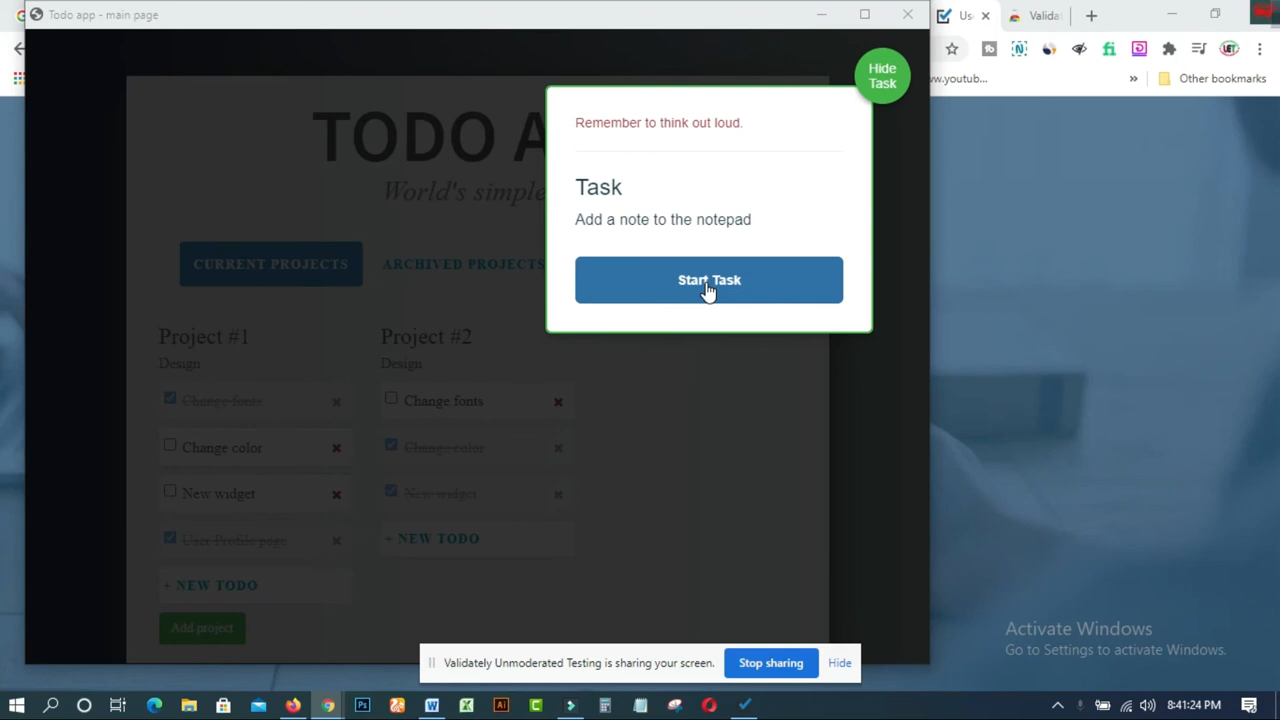 Todo app - main page
Us
Valida
ww.youtub...
»
Other bookmarks
Hide
Task
Remember to think out loud.
TODO A
World's simple
Task
Add a note to the notepad
CURRENT PROJECTS
ARCHIVED PROJECTS
Start Task
Project #1
Project #2
Design
Design
Change fonts
Change fonts
Change color
Change color
New widget
New widget
User Profile page
+ NEW TODO
+ NEW TODO
Add project
Activate Windows
Go to Settings to activate Windows.
Validately Unmoderated Testing is sharing your screen.
Stop sharing
Hide
8:41:24 PM